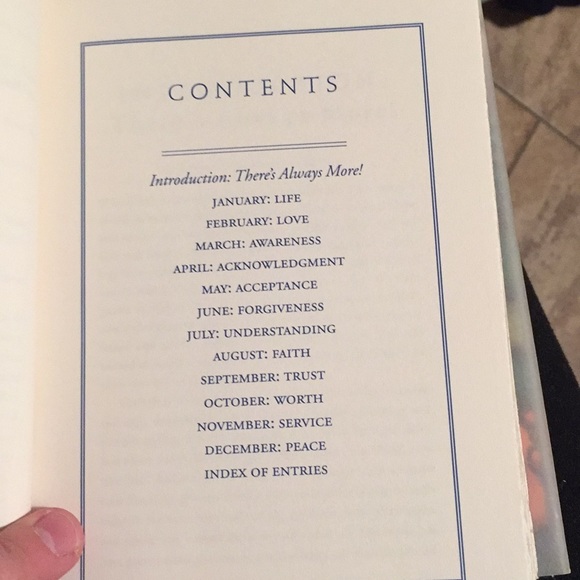 CONTENTS
Introduction: There's Always More!
JANUARY: LIFE
FEBRUARY: LOVE
MARCH: AWARENESS
APRIL: ACKNOWLEDGMENT
MAY: ACCEPTANCE
JUNE: FORGIVENESS
JULY: UNDERSTANDING
AUGUST: FAITH
SEPTEMBER: TRUST
OCTOBER: WORTH
NOVEMBER: SERVICE
DECEMBER: PEACE
INDEX OF ENTRIES